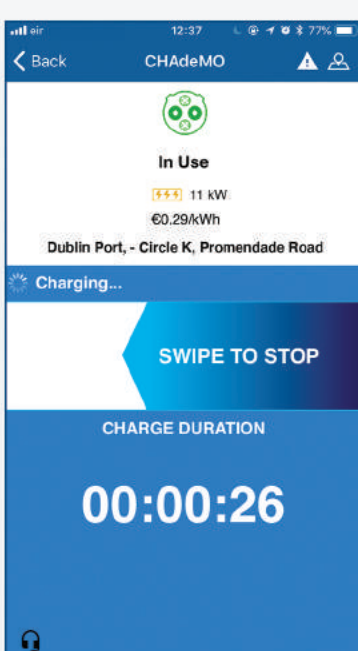 eir 12:37 77%
Back CHAdeMO
In Use
11 kW
€0.29/kWh
Dublin Port, - Circle K, Promendade Road
Charging...
SWIPE TO STOP
CHARGE DURATION
00:00:26